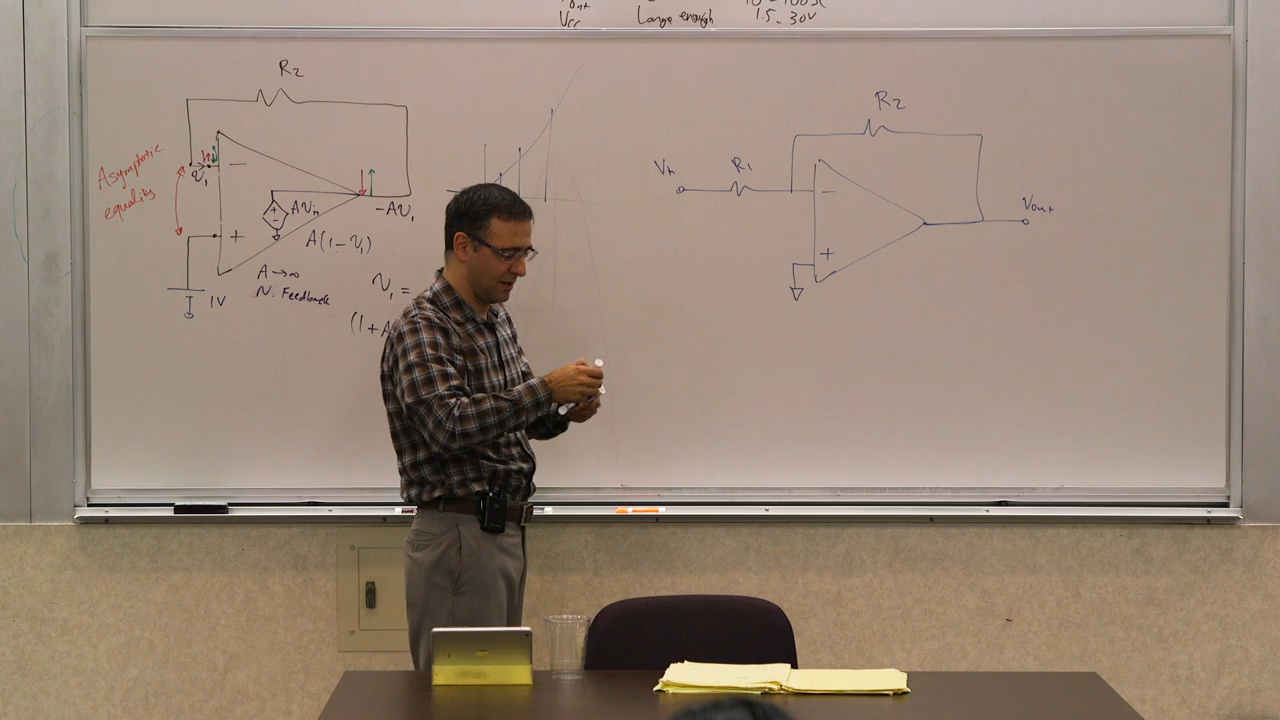 Vcc Large enough 1.5-30V
R2
Asymptotic
equality
v1
−
+
AVin
+
−
-Av1
A(1-v1)
1V
A→∞
N. Feedback
v1 =
(1+A
R2
R1
−
+
Vout